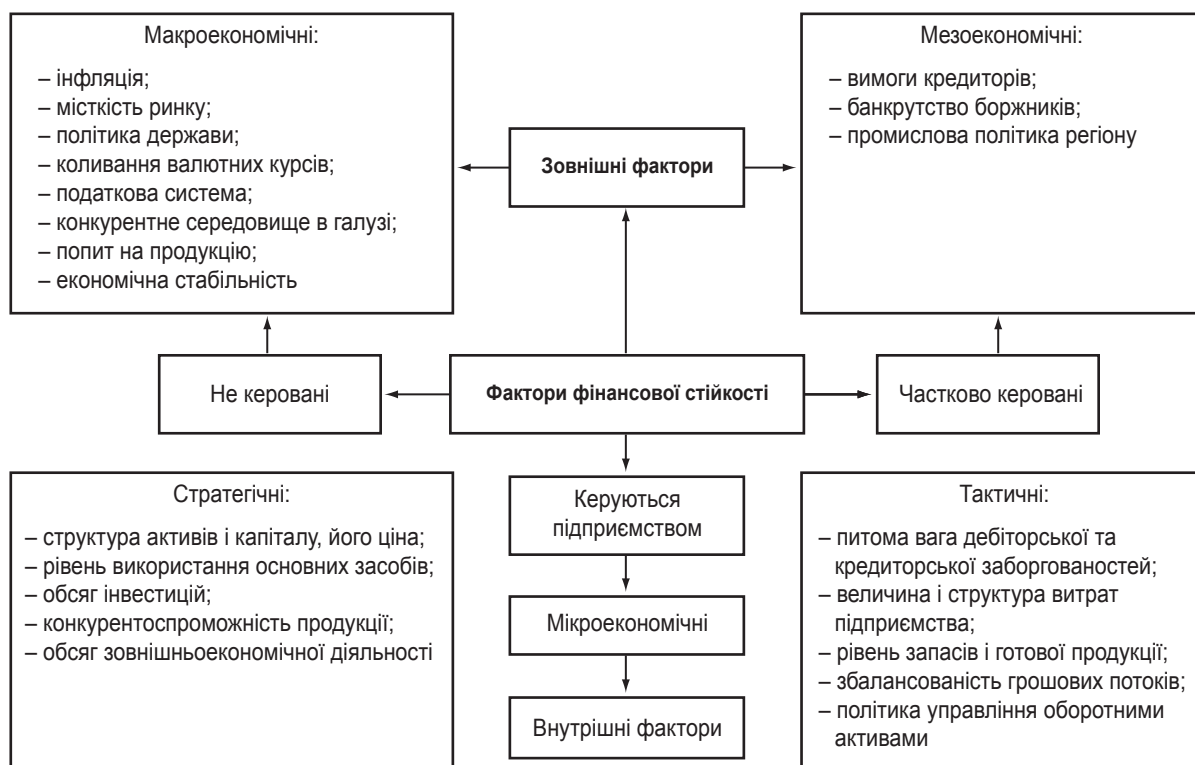 Макроекономічні:
– інфляція;
– місткість ринку;
– політика держави;
– коливання валютних курсів;
– податкова система;
– конкурентне середовище в галузі;
– попит на продукцію;
– економічна стабільність
Зовнішні фактори
Мезоекономічні:
– вимоги кредиторів;
– банкрутство боржників;
– промислова політика регіону
Не керовані
Фактори фінансової стійкості
Частково керовані
Стратегічні:
– структура активів і капіталу, його ціна;
– рівень використання основних засобів;
– обсяг інвестицій;
– конкурентоспроможність продукції;
– обсяг зовнішньоекономічної діяльності
Керуються
підприємством
Мікроекономічні
Внутрішні фактори
Тактичні:
– питома вага дебіторської та
кредиторської заборгованостей;
– величина і структура витрат
підприємства;
– рівень запасів і готової продукції;
– збалансованість грошових потоків;
– політика управління оборотними
активами